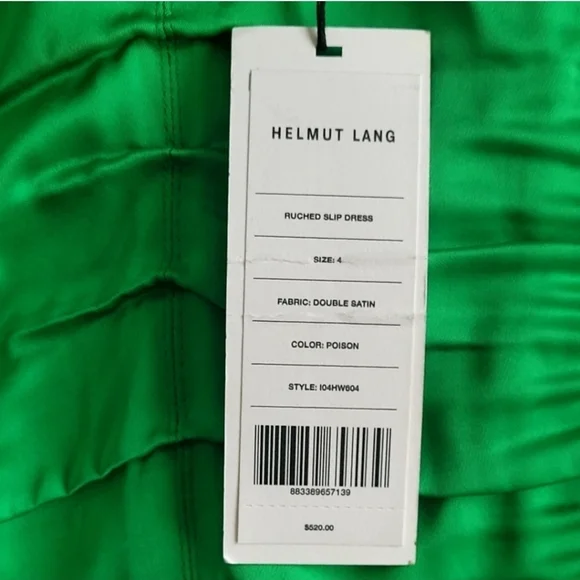 HELMUT LANG
RUCHED SLIP DRESS
SIZE: 4
FABRIC: DOUBLE SATIN
COLOR: POISON
STYLE: I04HW604
883389657139
$520.00